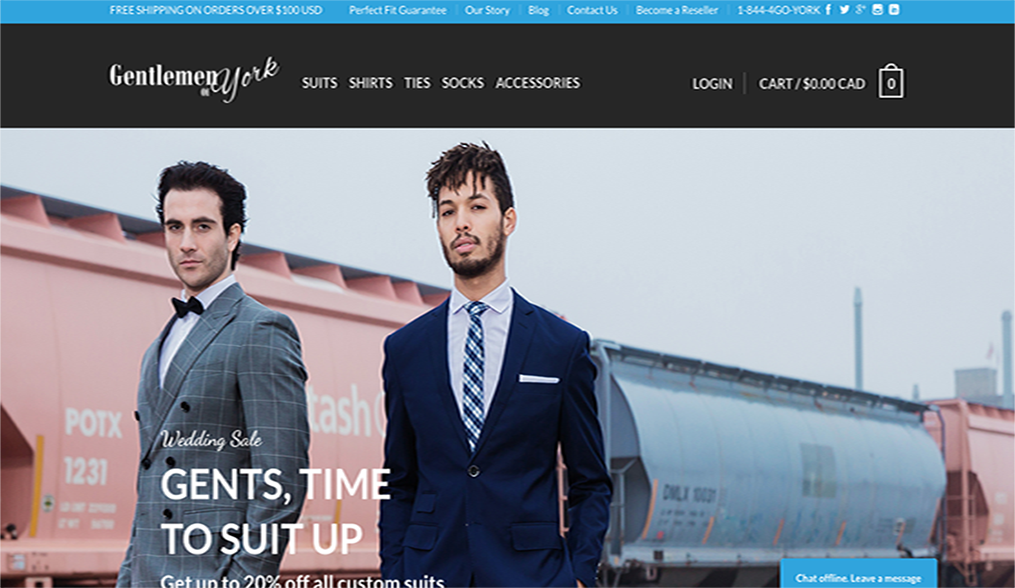 FREE SHIPPING ON ORDERS OVER $100 USD Perfect Fit Guarantee Our Story Blog Contact Us Become a Reseller 1-844-4GO-YORK
Gentlemen OF York
SUITS SHIRTS TIES SOCKS ACCESSORIES LOGIN CART / $0.00 CAD 0
POTX
1231
tash
DMLX 10031
Wedding Sale
GENTS, TIME
TO SUIT UP
Get up to 20% off all custom suits
Chat offline. Leave a message